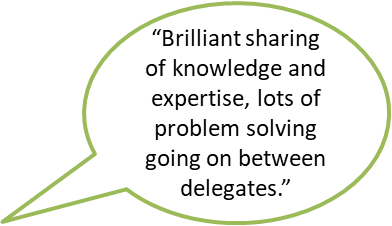 “Brilliant sharing
of knowledge and
expertise, lots of
problem solving
going on between
delegates.”